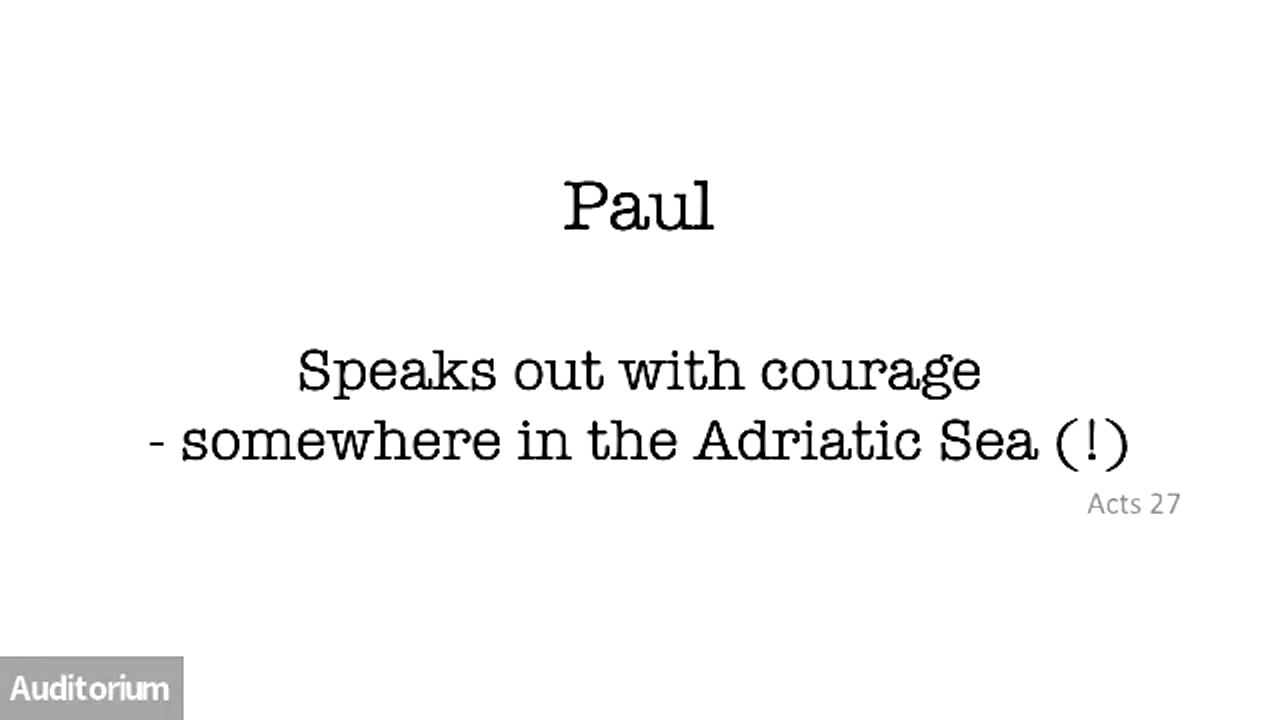 Paul
Speaks out with courage
- somewhere in the Adriatic Sea (!)
Acts 27
Auditorium